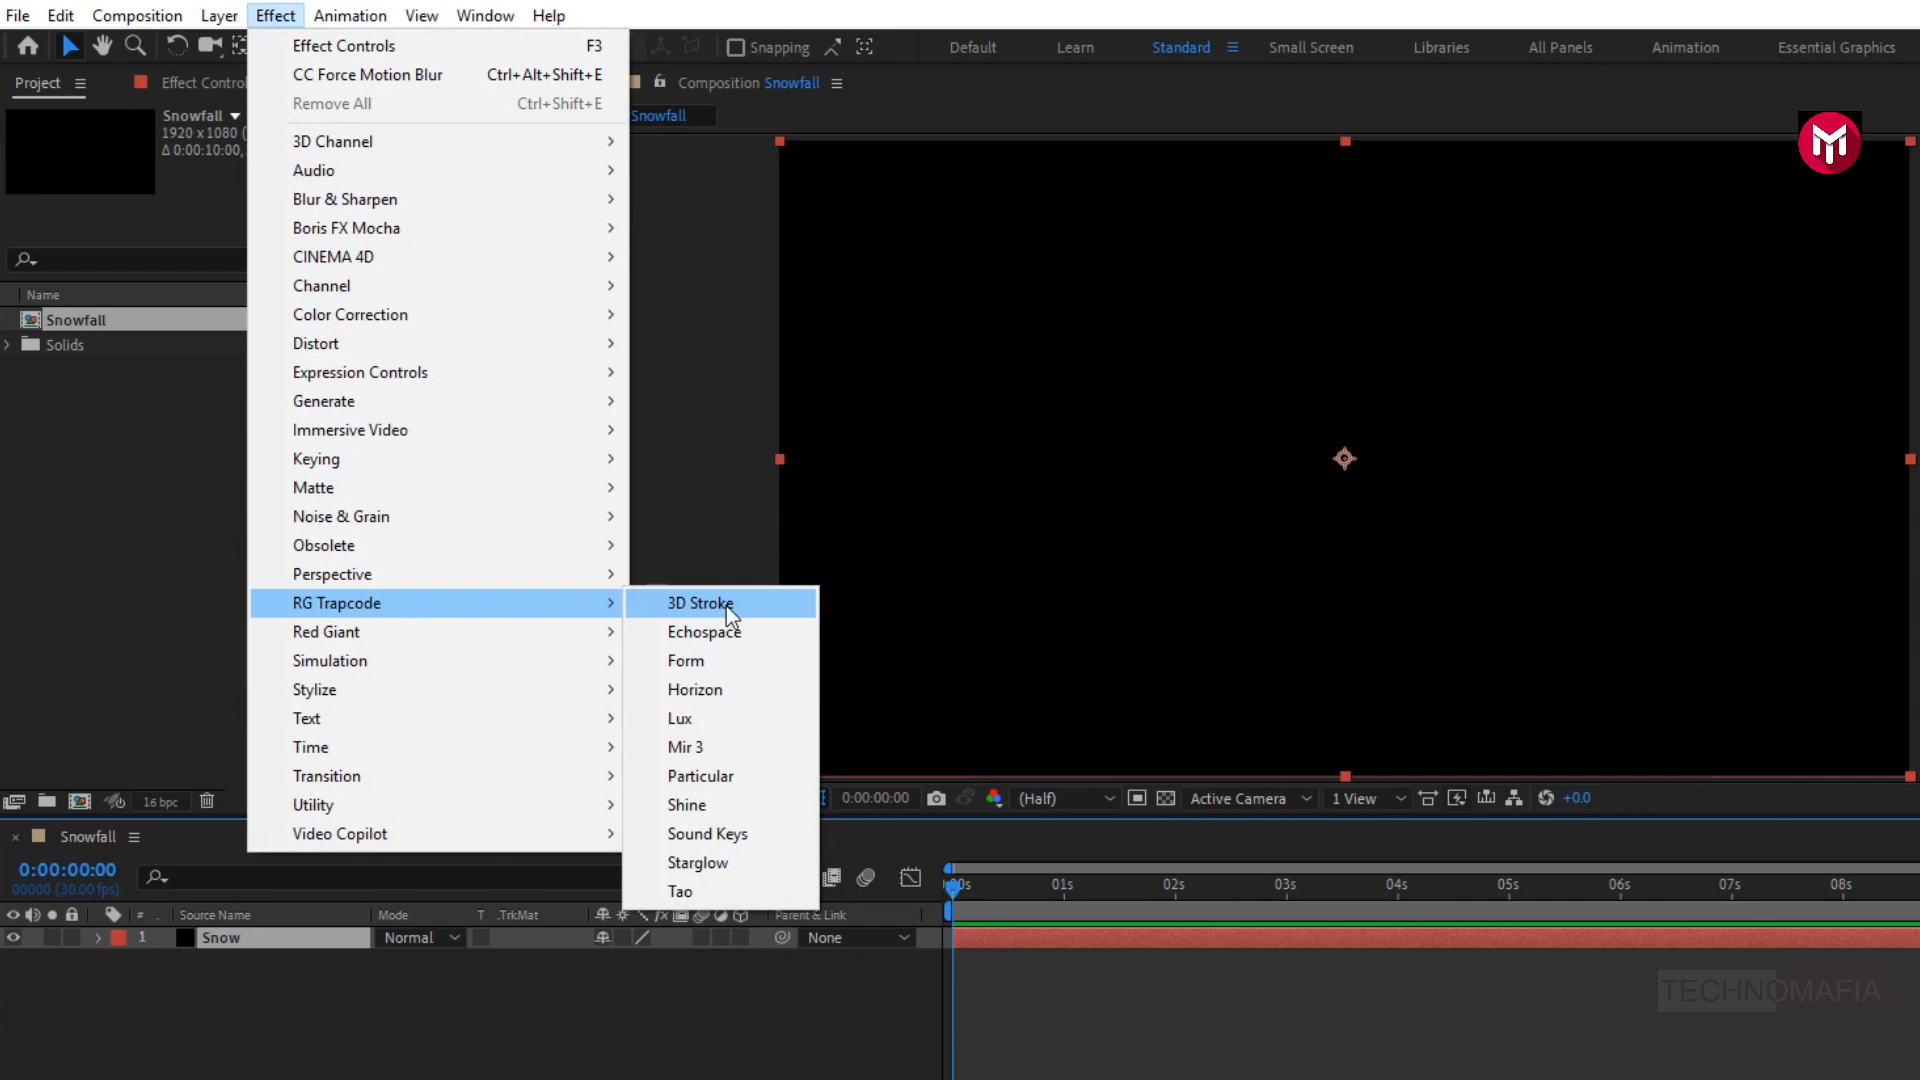 File Edit Composition Layer Effect Animation View Window Help
Snapping Default Learn Standard Small Screen Libraries All Panels Animation Essential Graphics
Project Effect Contro
Composition Snowfall
Snowfall
1920 x 1080 (
Δ 0:00:10:00,
Snowfall
Name
Snowfall
Solids
16 bpc
Effect Controls F3
CC Force Motion Blur Ctrl+Alt+Shift+E
Remove All Ctrl+Shift+E
3D Channel
Audio
Blur & Sharpen
Boris FX Mocha
CINEMA 4D
Channel
Color Correction
Distort
Expression Controls
Generate
Immersive Video
Keying
Matte
Noise & Grain
Obsolete
Perspective
RG Trapcode
Red Giant
Simulation
Stylize
Text
Time
Transition
Utility
Video Copilot
3D Stroke
Echospace
Form
Horizon
Lux
Mir 3
Particular
Shine
Sound Keys
Starglow
Tao
0:00:00:00 (Half) Active Camera 1 View +0.0
Snowfall
0:00:00:00
00000 (30.00 fps)
00s 01s 02s 03s 04s 05s 06s 07s 08s
# Source Name Mode T .TrkMat Parent & Link
1 Snow Normal None
TECHNOMAFIA